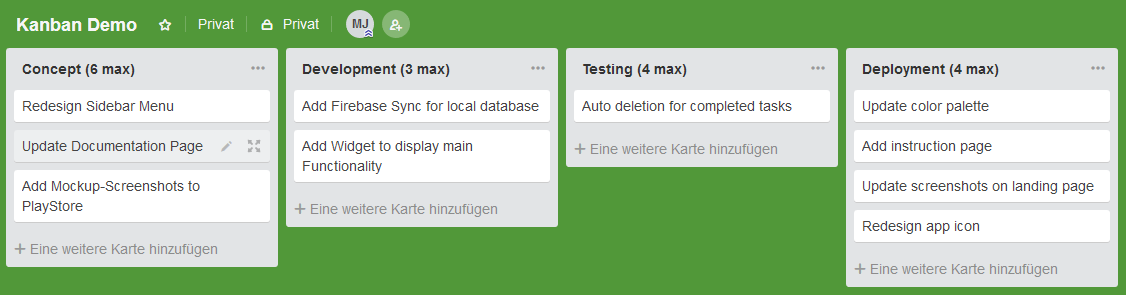 Kanban Demo
Privat
Privat
MJ
Concept (6 max)
Redesign Sidebar Menu
Update Documentation Page
Add Mockup-Screenshots to
PlayStore
+ Eine weitere Karte hinzufügen
Development (3 max)
Add Firebase Sync for local database
Add Widget to display main
Functionality
+ Eine weitere Karte hinzufügen
Testing (4 max)
Auto deletion for completed tasks
+ Eine weitere Karte hinzufügen
Deployment (4 max)
Update color palette
Add instruction page
Update screenshots on landing page
Redesign app icon
+ Eine weitere Karte hinzufügen